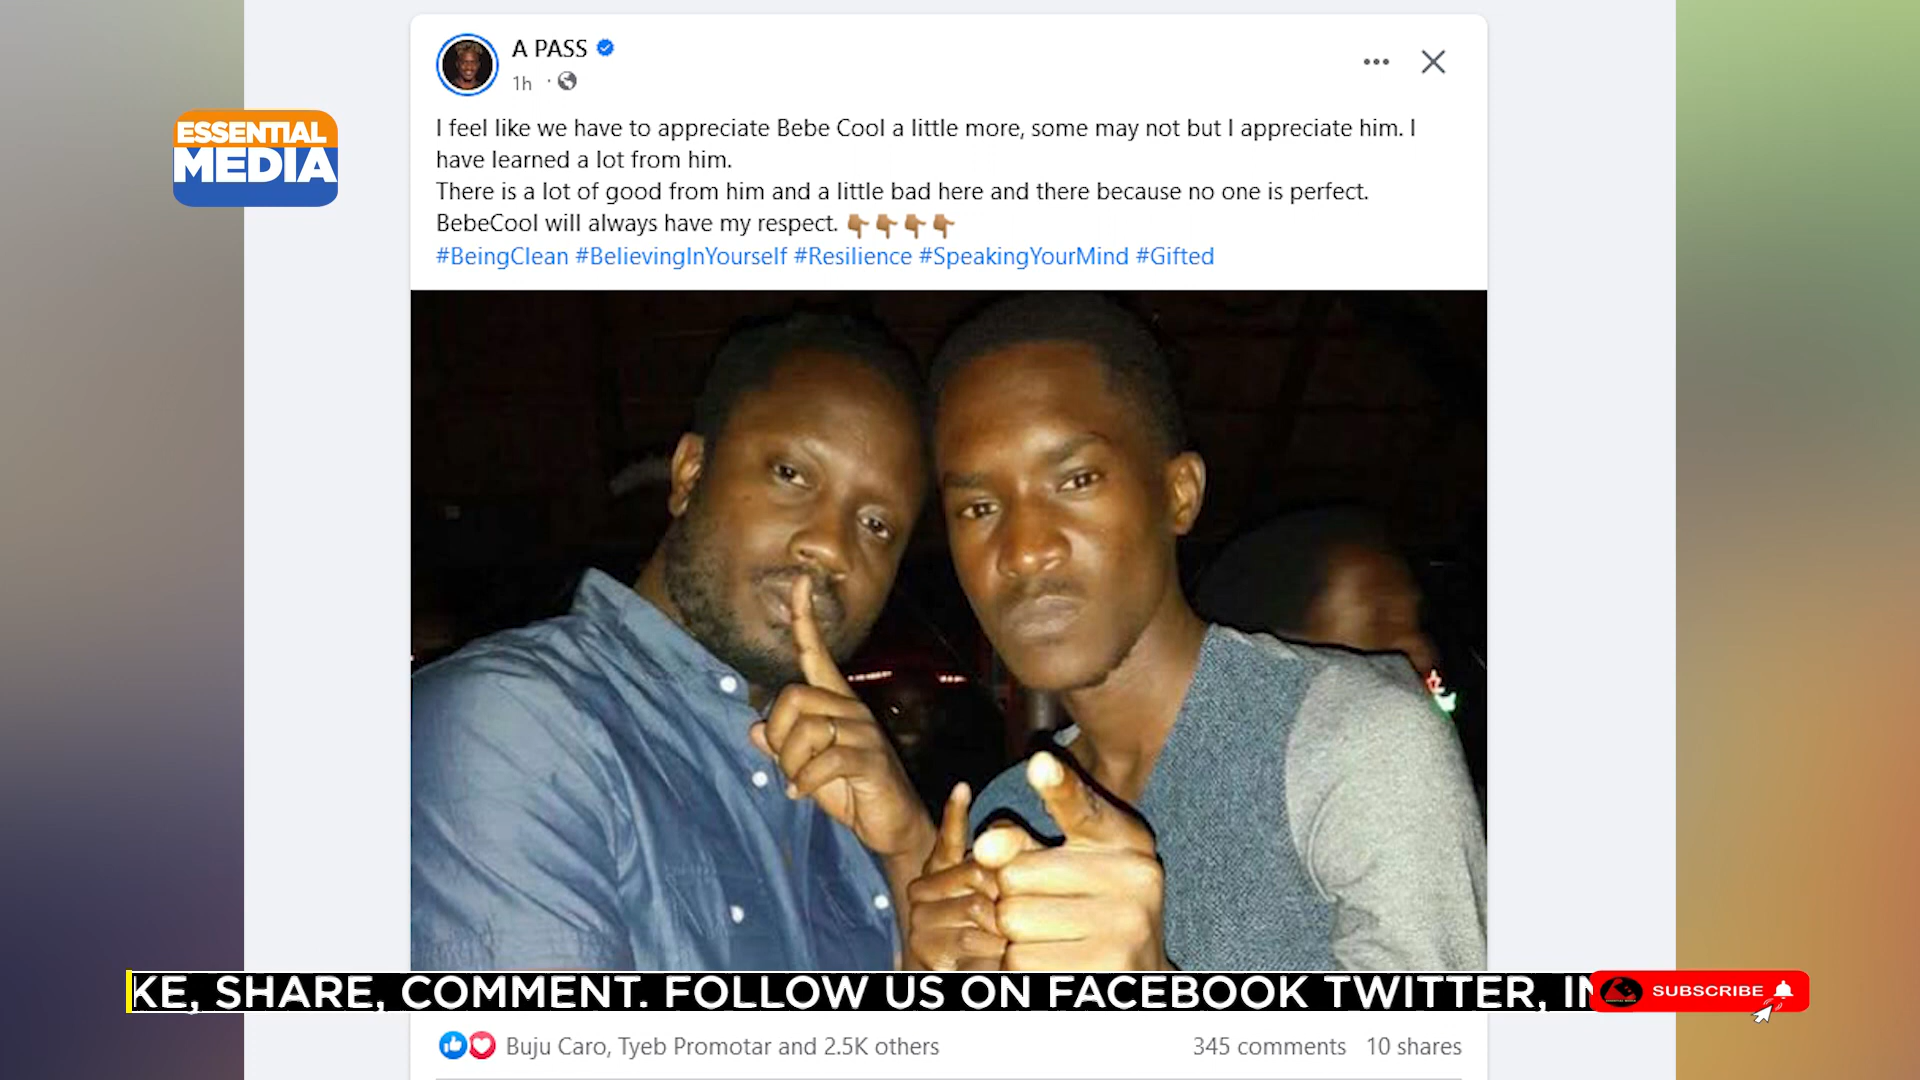 A PASS
1h ·
ESSENTIAL
MEDIA
I feel like we have to appreciate Bebe Cool a little more, some may not but I appreciate him. I
have learned a lot from him.
There is a lot of good from him and a little bad here and there because no one is perfect.
BebeCool will always have my respect. 👇🏾👇🏾👇🏾👇🏾
#BeingClean #BelievingInYourself #Resilience #SpeakingYourMind #Gifted
KE, SHARE, COMMENT. FOLLOW US ON FACEBOOK TWITTER, IN
SUBSCRIBE
Buju Caro, Tyeb Promotar and 2.5K others
345 comments 10 shares